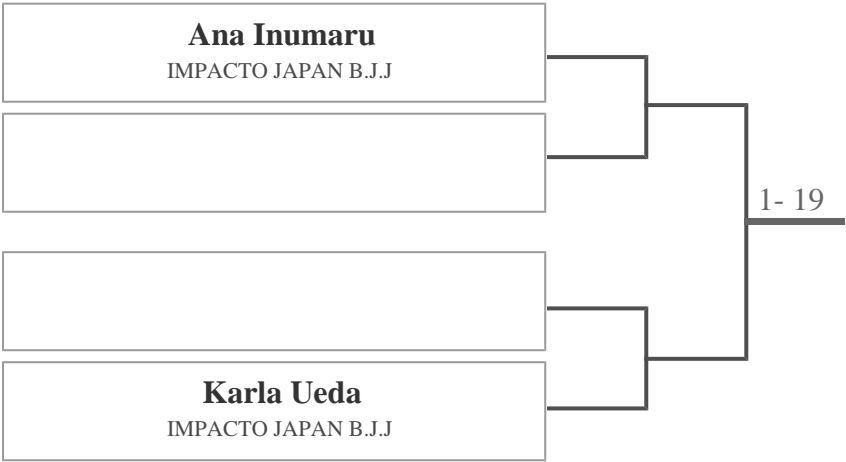 Ana Inumaru
IMPACTO JAPAN B.J.J
1- 19
Karla Ueda
IMPACTO JAPAN B.J.J